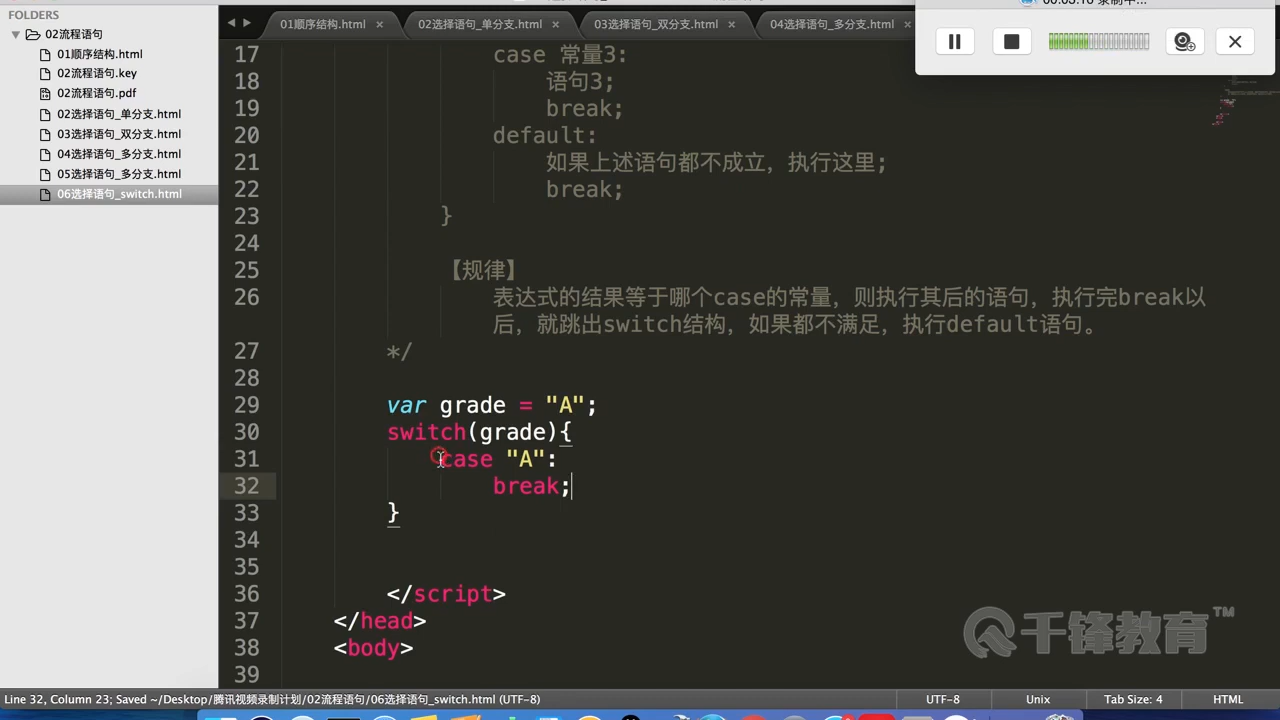 FOLDERS
02流程语句
01顺序结构.html
02流程语句.key
02流程语句.pdf
02选择语句_单分支.html
03选择语句_双分支.html
04选择语句_多分支.html
05选择语句_多分支.html
06选择语句_switch.html
01顺序结构.html × 02选择语句_单分支.html × 03选择语句_双分支.html × 04选择语句_多分支.html ×
17 case 常量3:
18 语句3;
19 break;
20 default:
21 如果上述语句都不成立，执行这里;
22 break;
23 }
24
25 【规律】
26 表达式的结果等于哪个case的常量，则执行其后的语句，执行完break以
后，就跳出switch结构，如果都不满足，执行default语句。
27 */
28
29 var grade = "A";
30 switch(grade){
31 case "A":
32 break;
33 }
34
35
36 </script>
37 </head>
38 <body>
39
千锋教育™
Line 32, Column 23; Saved ~/Desktop/腾讯视频录制计划/02流程语句/06选择语句_switch.html (UTF-8) UTF-8 Unix Tab Size: 4 HTML